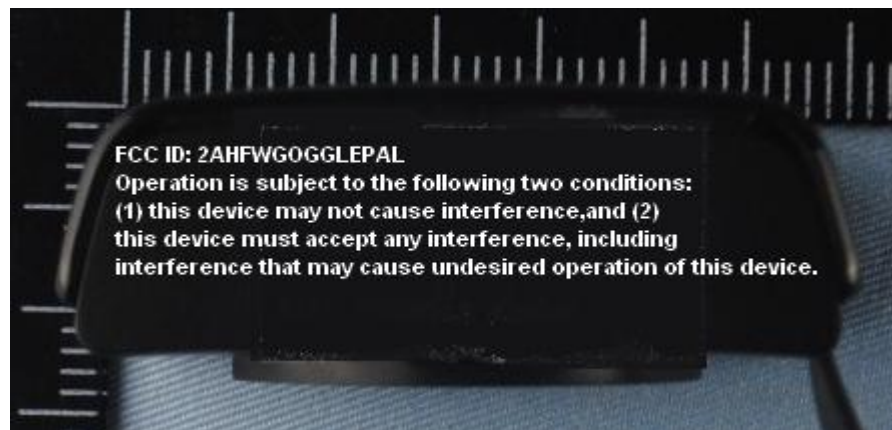 FCC ID: 2AHFWGOGGLEPAL
Operation is subject to the following two conditions:
(1) this device may not cause interference,and (2)
this device must accept any interference, including
interference that may cause undesired operation of this device.